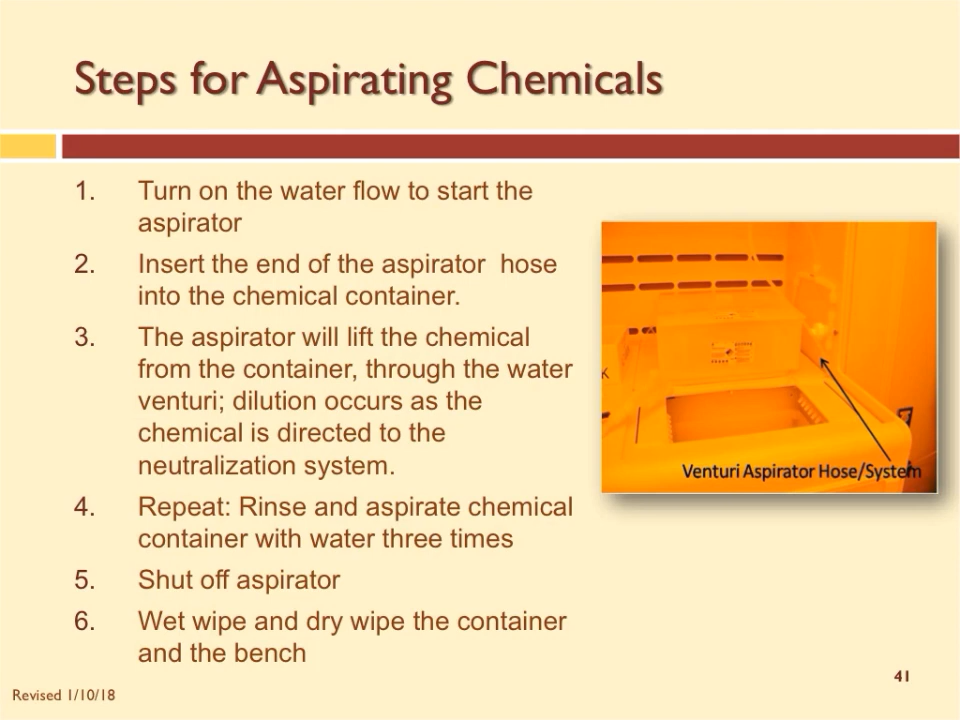 Steps for Aspirating Chemicals
1. Turn on the water flow to start the
aspirator
2. Insert the end of the aspirator  hose
into the chemical container.
3. The aspirator will lift the chemical
from the container, through the water
venturi; dilution occurs as the
chemical is directed to the
neutralization system.
4. Repeat: Rinse and aspirate chemical
container with water three times
5. Shut off aspirator
6. Wet wipe and dry wipe the container
and the bench
Venturi Aspirator Hose/System
41
Revised 1/10/18